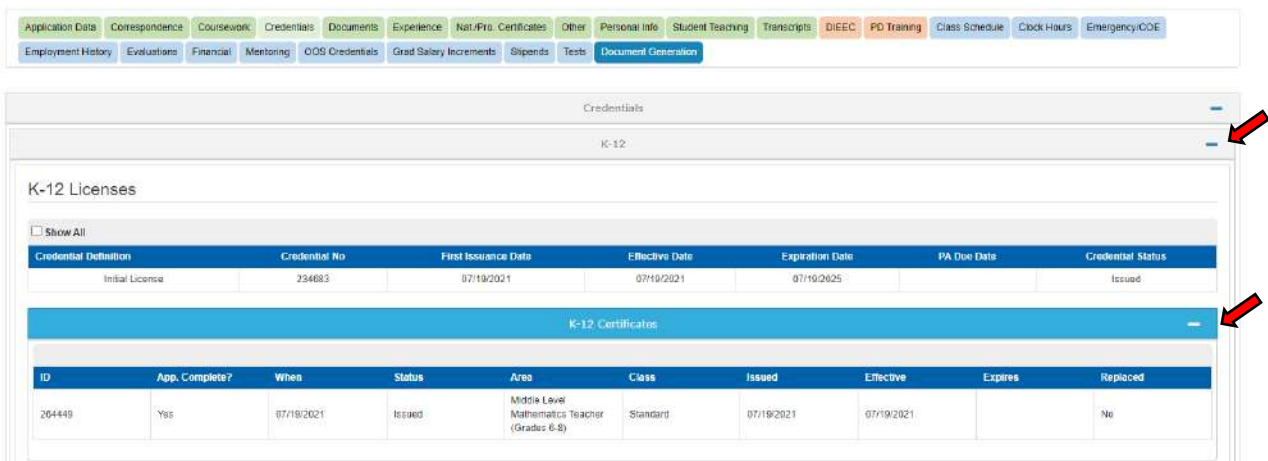 Application Data Correspondence Coursework Credentials Documents Experience Nat./Pro. Certificates Other Personal Info Student Teaching Transcripts DIEEC PD Training Class Schedule Clock Hours Emergency/COE
Employment History Evaluations Financial Mentoring OOS Credentials Grad Salary Increments Stipends Tests Document Generation
Credentials
K-12
K-12 Licenses
Show All
Credential Definition Credential No First Issuance Date Effective Date Expiration Date PA Due Date Credential Status
Initial License 234683 07/19/2021 07/19/2021 07/19/2025 Issued
K-12 Certificates
ID App. Complete? When Status Area Class Issued Effective Expires Replaced
264449 Yes 07/19/2021 Issued Middle Level Mathematics Teacher (Grades 6-8) Standard 07/19/2021 07/19/2021 No